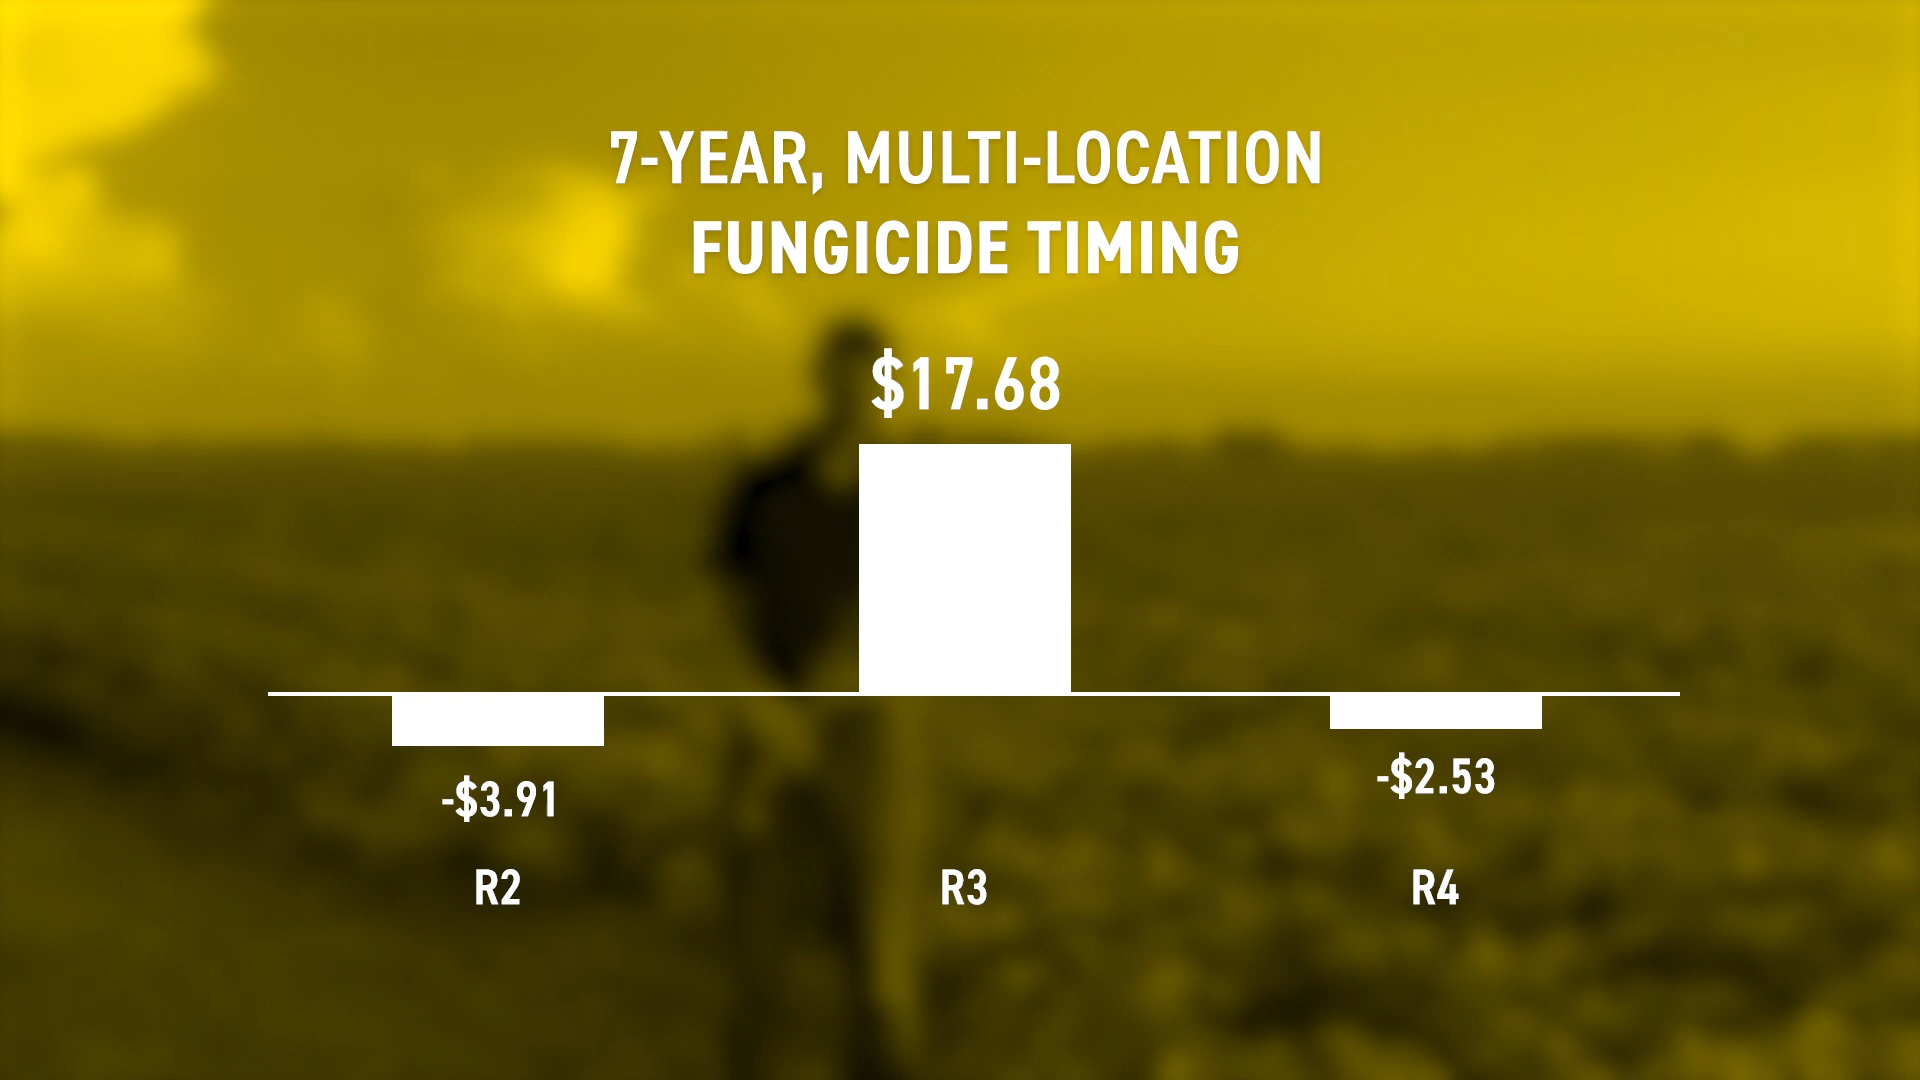 7-YEAR, MULTI-LOCATION
FUNGICIDE TIMING
$17.68
-$3.91
-$2.53
R2
R3
R4